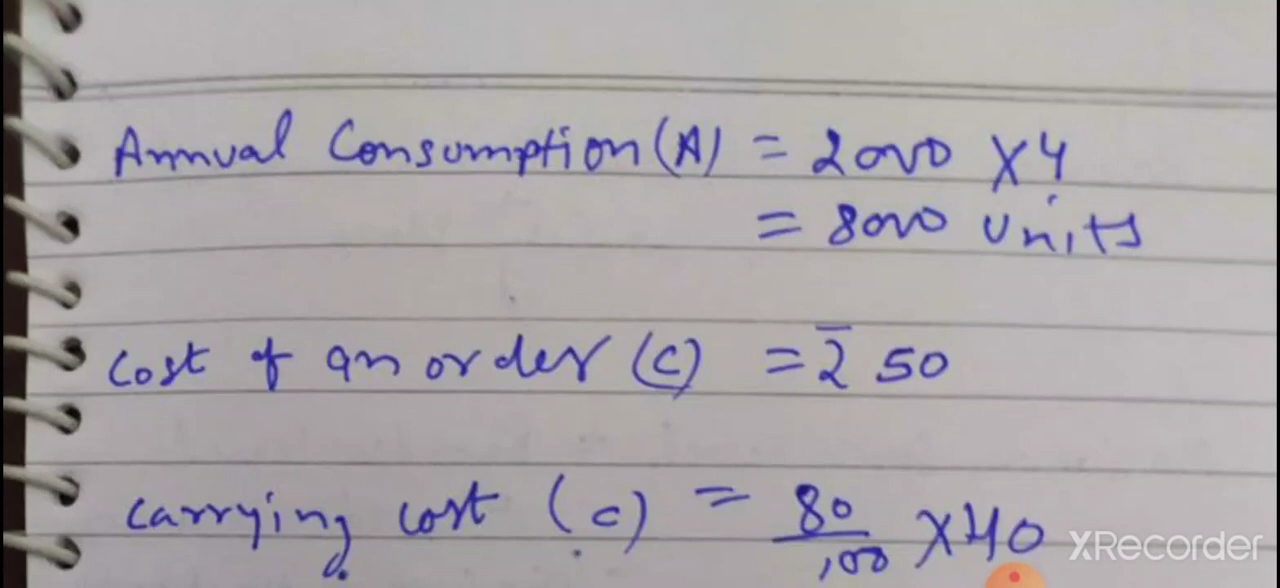 Annual Consumption (A) = 2000 X 4
= 8000 units
Cost of an order (C) = ₹ 50
Carrying cost (c) = 80/100 X 40
XRecorder